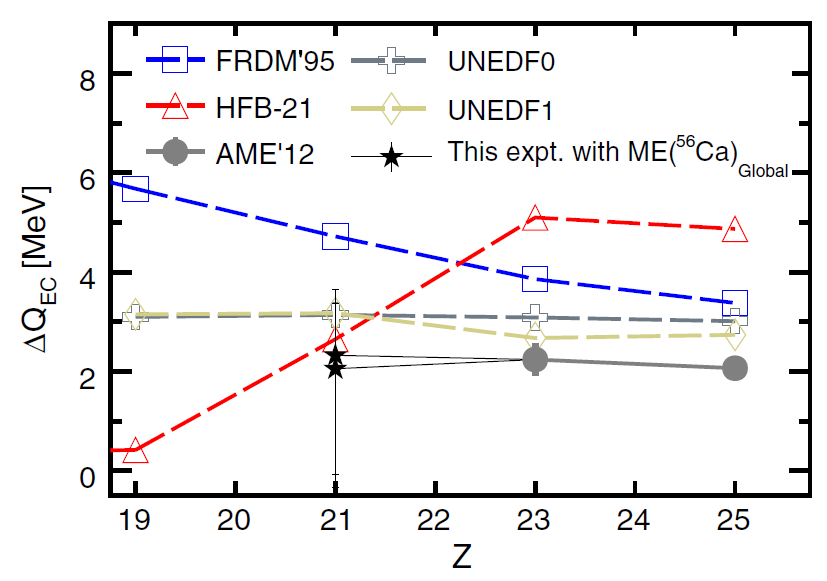 FRDM'95 UNEDF0
HFB-21 UNEDF1
AME'12 This expt. with ME(⁵⁶Ca)Global
8
6
4
2
0
ΔQEC [MeV]
19 20 21 22 23 24 25
Z